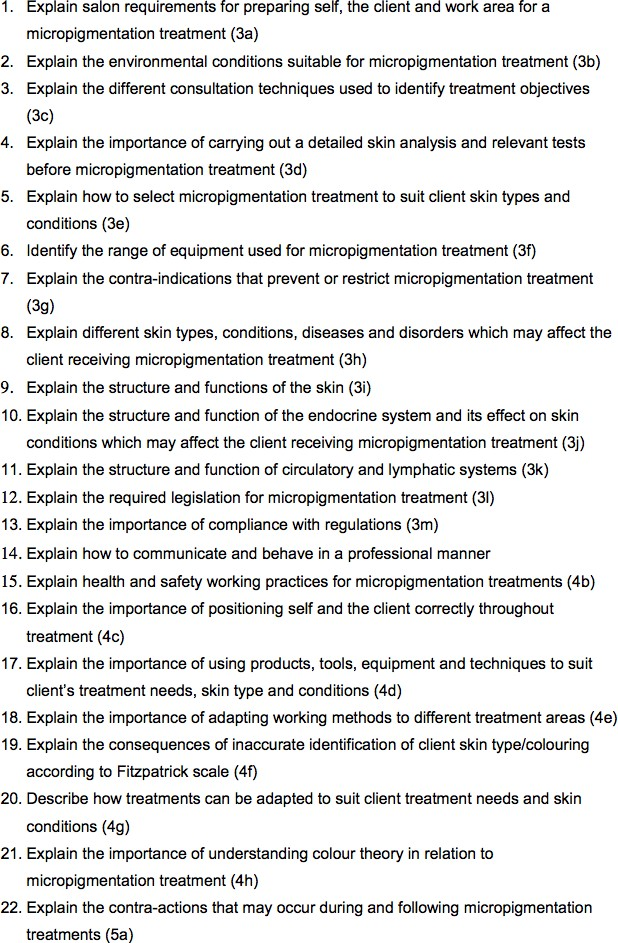 1. Explain salon requirements for preparing self, the client and work area for a
micropigmentation treatment (3a)
2. Explain the environmental conditions suitable for micropigmentation treatment (3b)
3. Explain the different consultation techniques used to identify treatment objectives
(3c)
4. Explain the importance of carrying out a detailed skin analysis and relevant tests
before micropigmentation treatment (3d)
5. Explain how to select micropigmentation treatment to suit client skin types and
conditions (3e)
6. Identify the range of equipment used for micropigmentation treatment (3f)
7. Explain the contra-indications that prevent or restrict micropigmentation treatment
(3g)
8. Explain different skin types, conditions, diseases and disorders which may affect the
client receiving micropigmentation treatment (3h)
9. Explain the structure and functions of the skin (3i)
10. Explain the structure and function of the endocrine system and its effect on skin
conditions which may affect the client receiving micropigmentation treatment (3j)
11. Explain the structure and function of circulatory and lymphatic systems (3k)
12. Explain the required legislation for micropigmentation treatment (3l)
13. Explain the importance of compliance with regulations (3m)
14. Explain how to communicate and behave in a professional manner
15. Explain health and safety working practices for micropigmentation treatments (4b)
16. Explain the importance of positioning self and the client correctly throughout
treatment (4c)
17. Explain the importance of using products, tools, equipment and techniques to suit
client's treatment needs, skin type and conditions (4d)
18. Explain the importance of adapting working methods to different treatment areas (4e)
19. Explain the consequences of inaccurate identification of client skin type/colouring
according to Fitzpatrick scale (4f)
20. Describe how treatments can be adapted to suit client treatment needs and skin
conditions (4g)
21. Explain the importance of understanding colour theory in relation to
micropigmentation treatment (4h)
22. Explain the contra-actions that may occur during and following micropigmentation
treatments (5a)